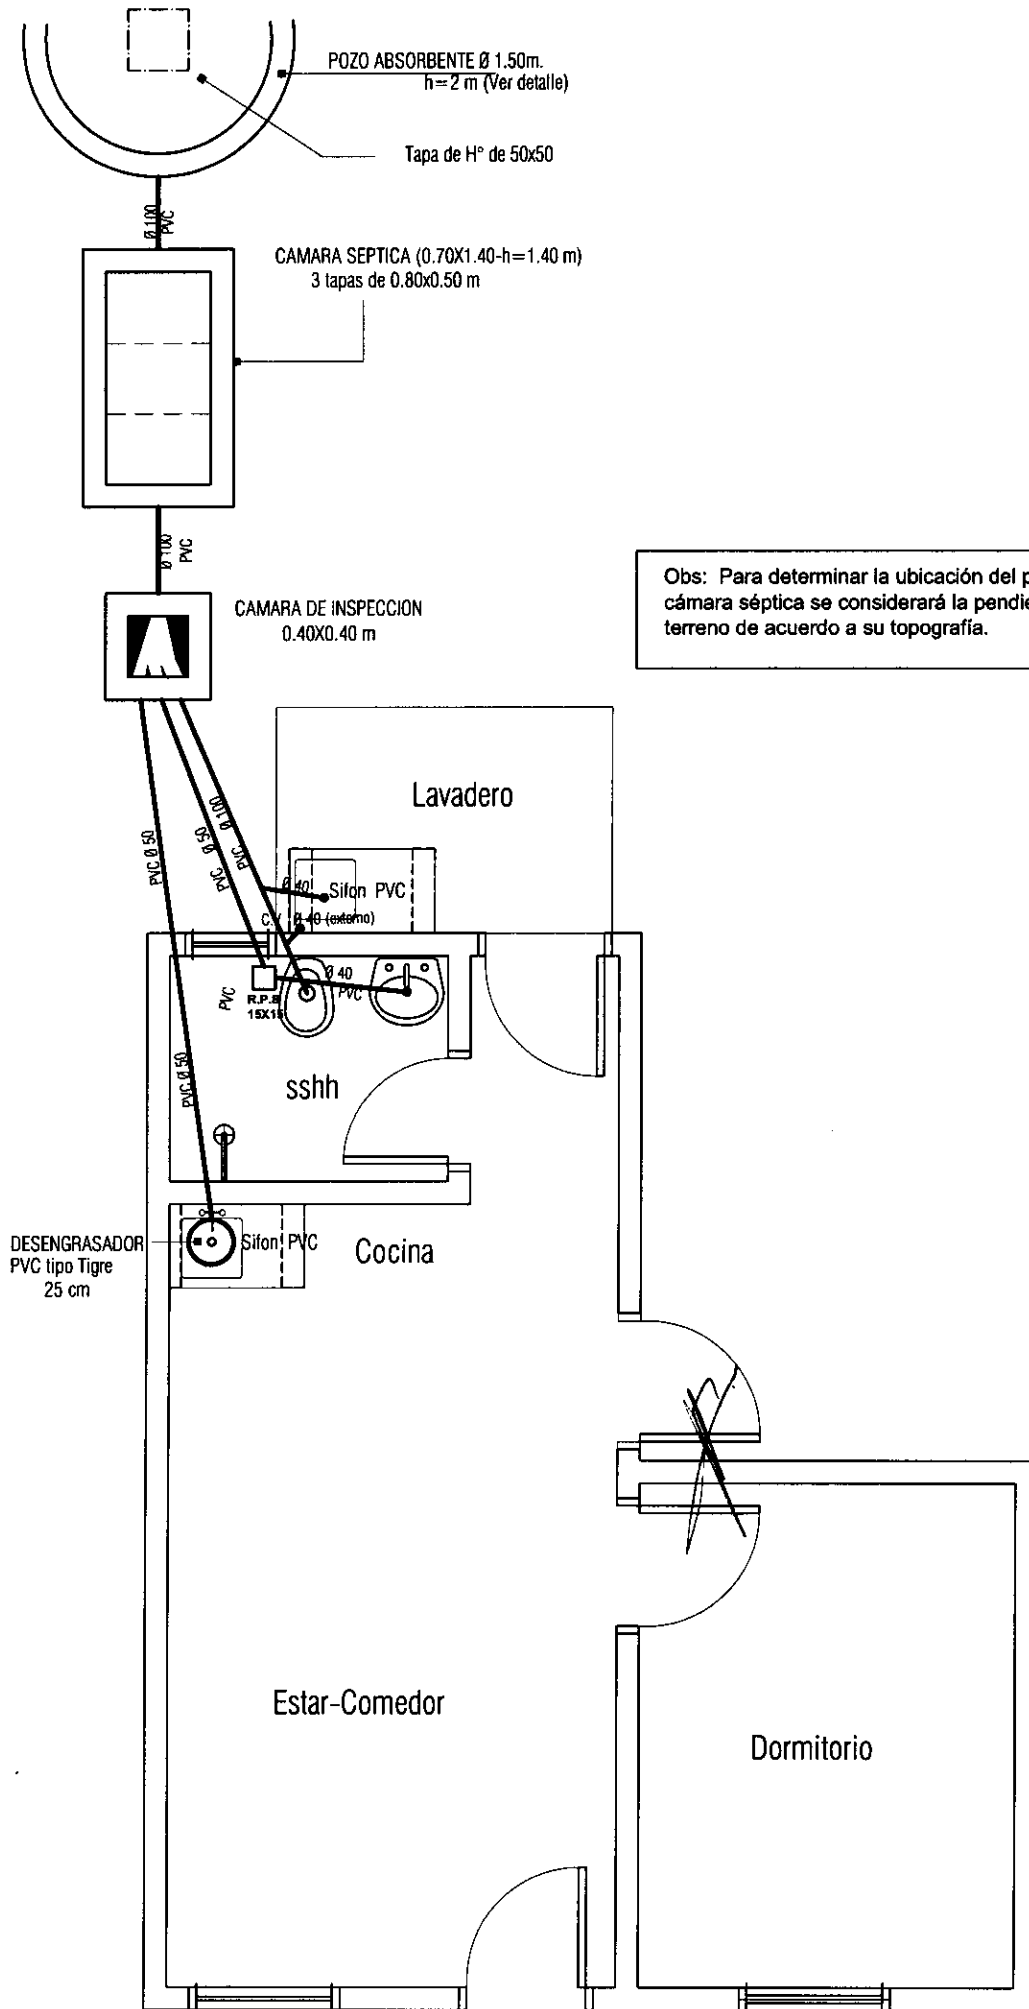 POZO ABSORBENTE Ø 1.50m.
h=2 m (Ver detalle)
Tapa de Hº de 50x50
Ø 100
PVC
CAMARA SEPTICA (0.70X1.40-h=1.40 m)
3 tapas de 0.80x0.50 m
Ø 100
PVC
CAMARA DE INSPECCION
0.40X0.40 m
Obs: Para determinar la ubicación del
cámara séptica se considerará la
terreno de acuerdo a su topografía.
Lavadero
PVC Ø 50
PVC Ø 50
PVC Ø 100
Ø 40
Sifon PVC
C.V. Ø 40 (externo)
Ø 40
PVC
PVC
R.P.S
15X15
PVC Ø 50
sshh
DESENGRASADOR
PVC tipo Tigre
25 cm
Sifon PVC
Cocina
Estar-Comedor
Dormitorio